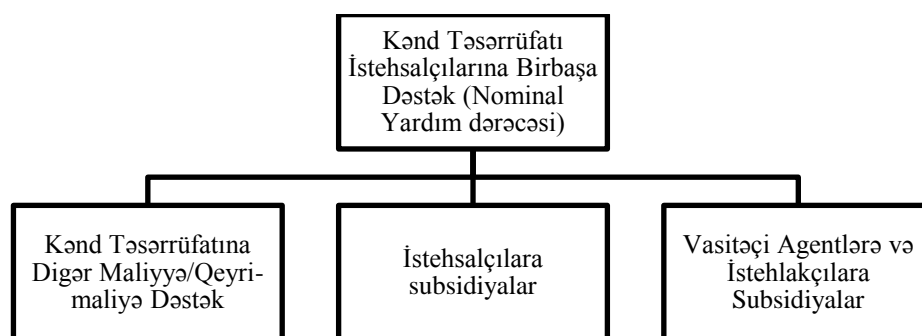 Kənd Təsərrüfatı
İstehsalçılarına Birbaşa
Dəstək (Nominal
Yardım dərəcəsi)
Kənd Təsərrüfatına
Digər Maliyyə/Qeyri-
maliyə Dəstək
İstehsalçılara
subsidiyalar
Vasitəçi Agentlərə və
İstehlakçılara
Subsidiyalar